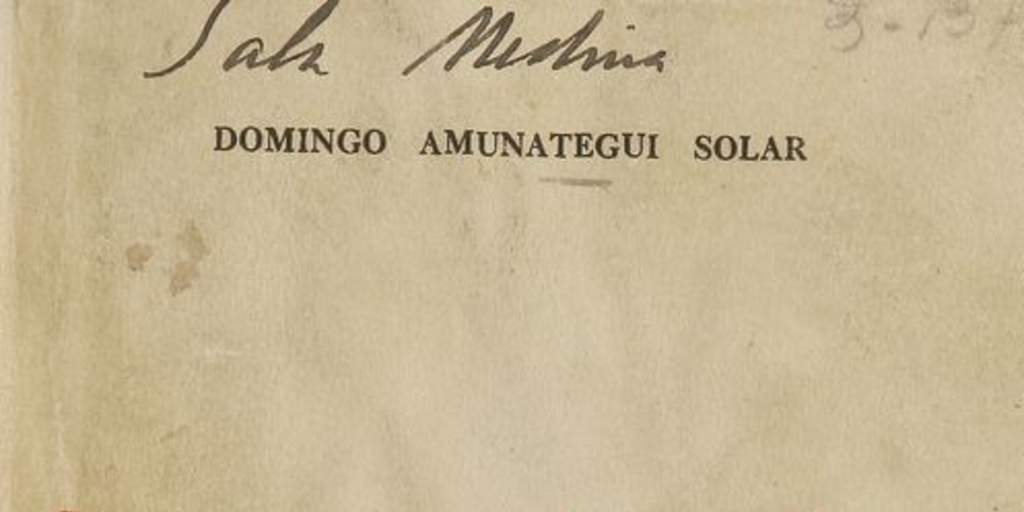 Sala Medina
DOMINGO AMUNATEGUI SOLAR